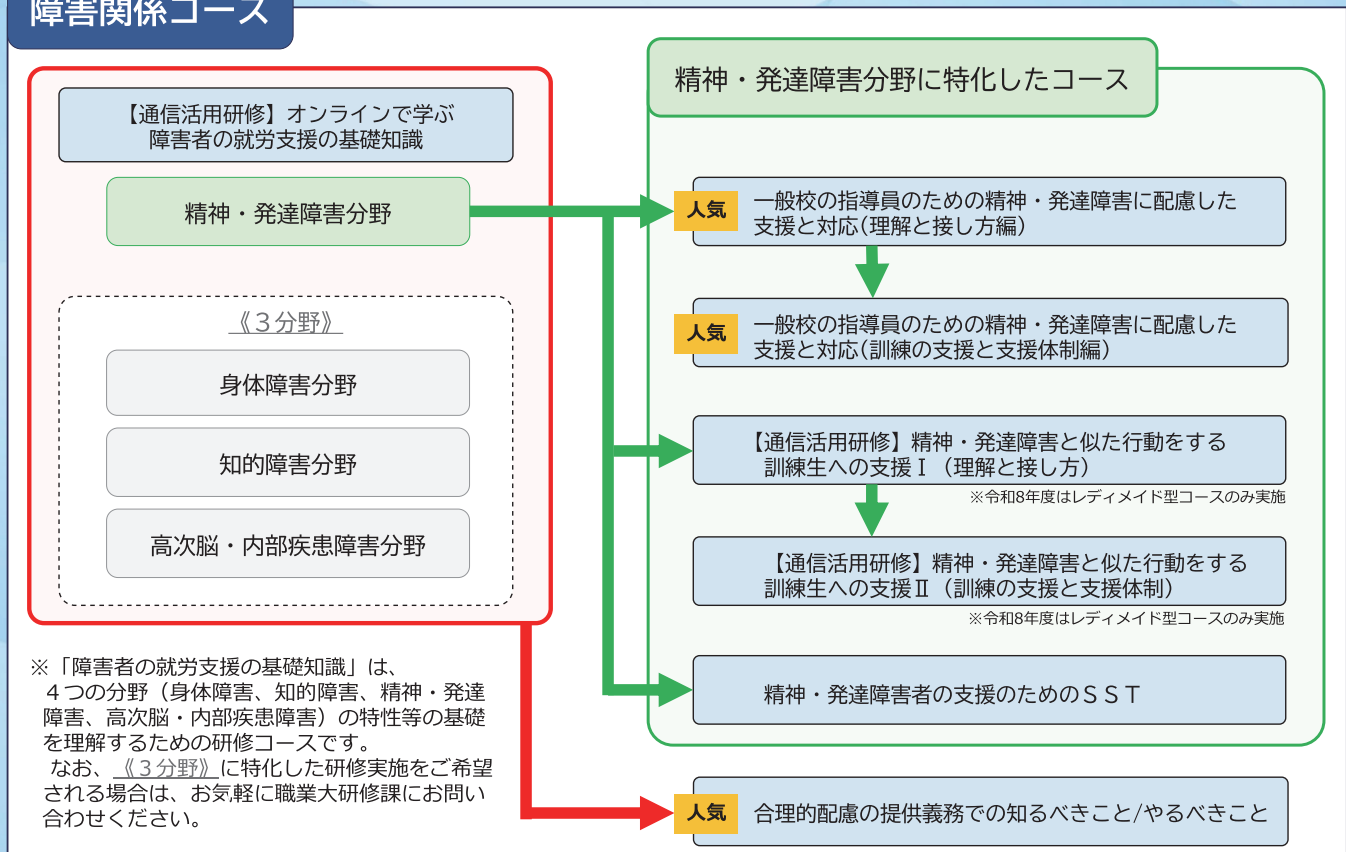 障害関係コース
【通信活用研修】オンラインで学ぶ
障害者の就労支援の基礎知識
精神・発達障害分野
《３分野》
身体障害分野
知的障害分野
高次脳・内部疾患障害分野
※「障害者の就労支援の基礎知識」は、
４つの分野（身体障害、知的障害、精神・発達
障害、高次脳・内部疾患障害）の特性等の基礎
を理解するための研修コースです。
なお、《３分野》に特化した研修実施をご希望
される場合は、お気軽に職業大研修課にお問い
合わせください。
精神・発達障害分野に特化したコース
人気
一般校の指導員のための精神・発達障害に配慮した
支援と対応(理解と接し方編）
人気
一般校の指導員のための精神・発達障害に配慮した
支援と対応(訓練の支援と支援体制編）
【通信活用研修】精神・発達障害と似た行動をする
訓練生への支援Ⅰ（理解と接し方）
※令和8年度はレディメイド型コースのみ実施
【通信活用研修】精神・発達障害と似た行動をする
訓練生への支援Ⅱ（訓練の支援と支援体制）
※令和8年度はレディメイド型コースのみ実施
精神・発達障害者の支援のためのＳＳＴ
人気
合理的配慮の提供義務での知るべきこと/やるべきこと